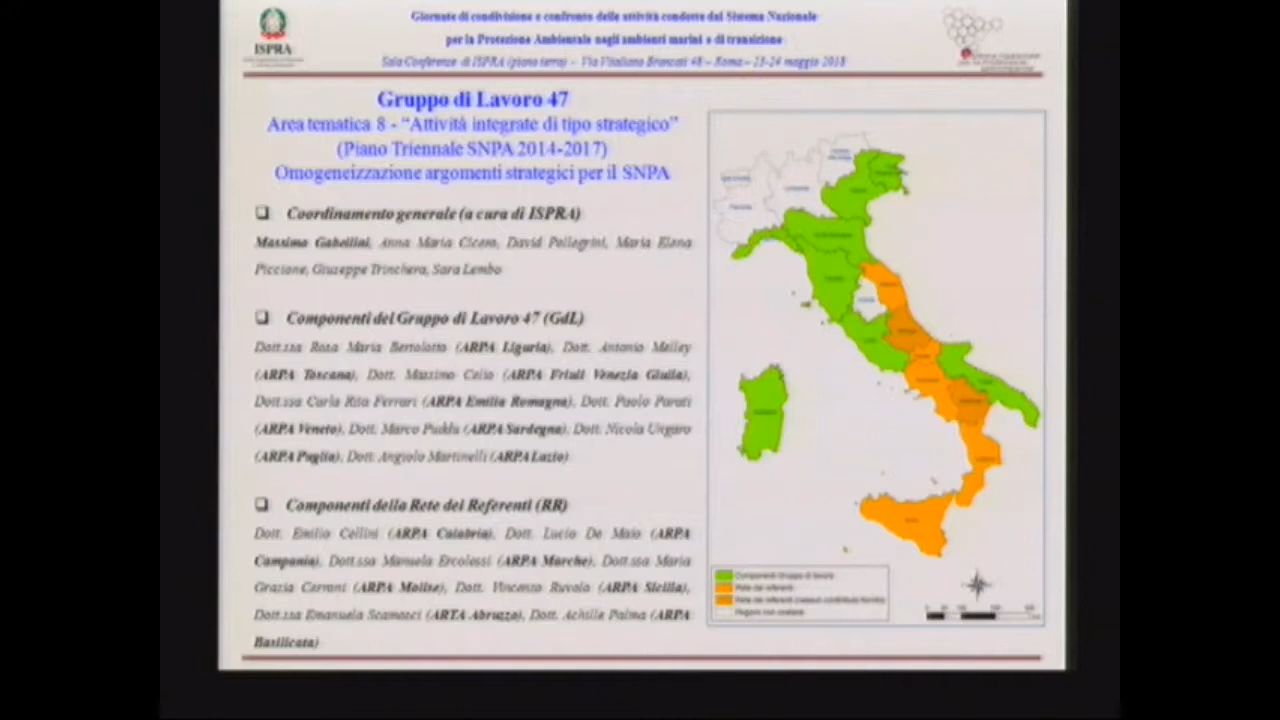 Giornate di condivisione e confronto delle attività condotte dal Sistema Nazionale
per la Protezione Ambientale negli ambienti marini e di transizione
Sala Conferenze di ISPRA (piano terra) - Via Vitaliano Brancati 48 – Roma – 23-24 maggio 2018
ISPRA
Gruppo di Lavoro 47
Area tematica 8 - “Attività integrate di tipo strategico”
(Piano Triennale SNPA 2014-2017)
Omogeneizzazione argomenti strategici per il SNPA
Coordinamento generale (a cura di ISPRA)
Massimo Gabellini, Anna Maria Cicero, David Pellegrini, Maria Elena
Piccione, Giuseppe Trinchera, Sara Lembo
Componenti del Gruppo di Lavoro 47 (GdL)
Dott.ssa Rosa Maria Bertolotto (ARPA Liguria), Dott. Antonio Melley
(ARPA Toscana), Dott. Massimo Celio (ARPA Friuli Venezia Giulia),
Dott.ssa Carla Rita Ferrari (ARPA Emilia Romagna), Dott. Paolo Parati
(ARPA Veneto), Dott. Marco Pudda (ARPA Sardegna), Dott. Nicola Ungaro
(ARPA Puglia), Dott. Angiolo Martinelli (ARPA Lazio)
Componenti della Rete dei Referenti (RR)
Dott. Emilio Cellini (ARPA Calabria), Dott. Lucio De Maio (ARPA
Campania), Dott.ssa Manuela Ercolessi (ARPA Marche), Dott.ssa Maria
Grazia Cerroni (ARPA Molise), Dott. Vincenzo Ruvolo (ARPA Sicilia),
Dott.ssa Emanuela Scamosci (ARTA Abruzzo), Dott. Achille Palma (ARPA
Basilicata)
Componenti Gruppo di lavoro
Rete dei referenti
Rete dei referenti (nessun contributo fornito)
Regioni non costiere